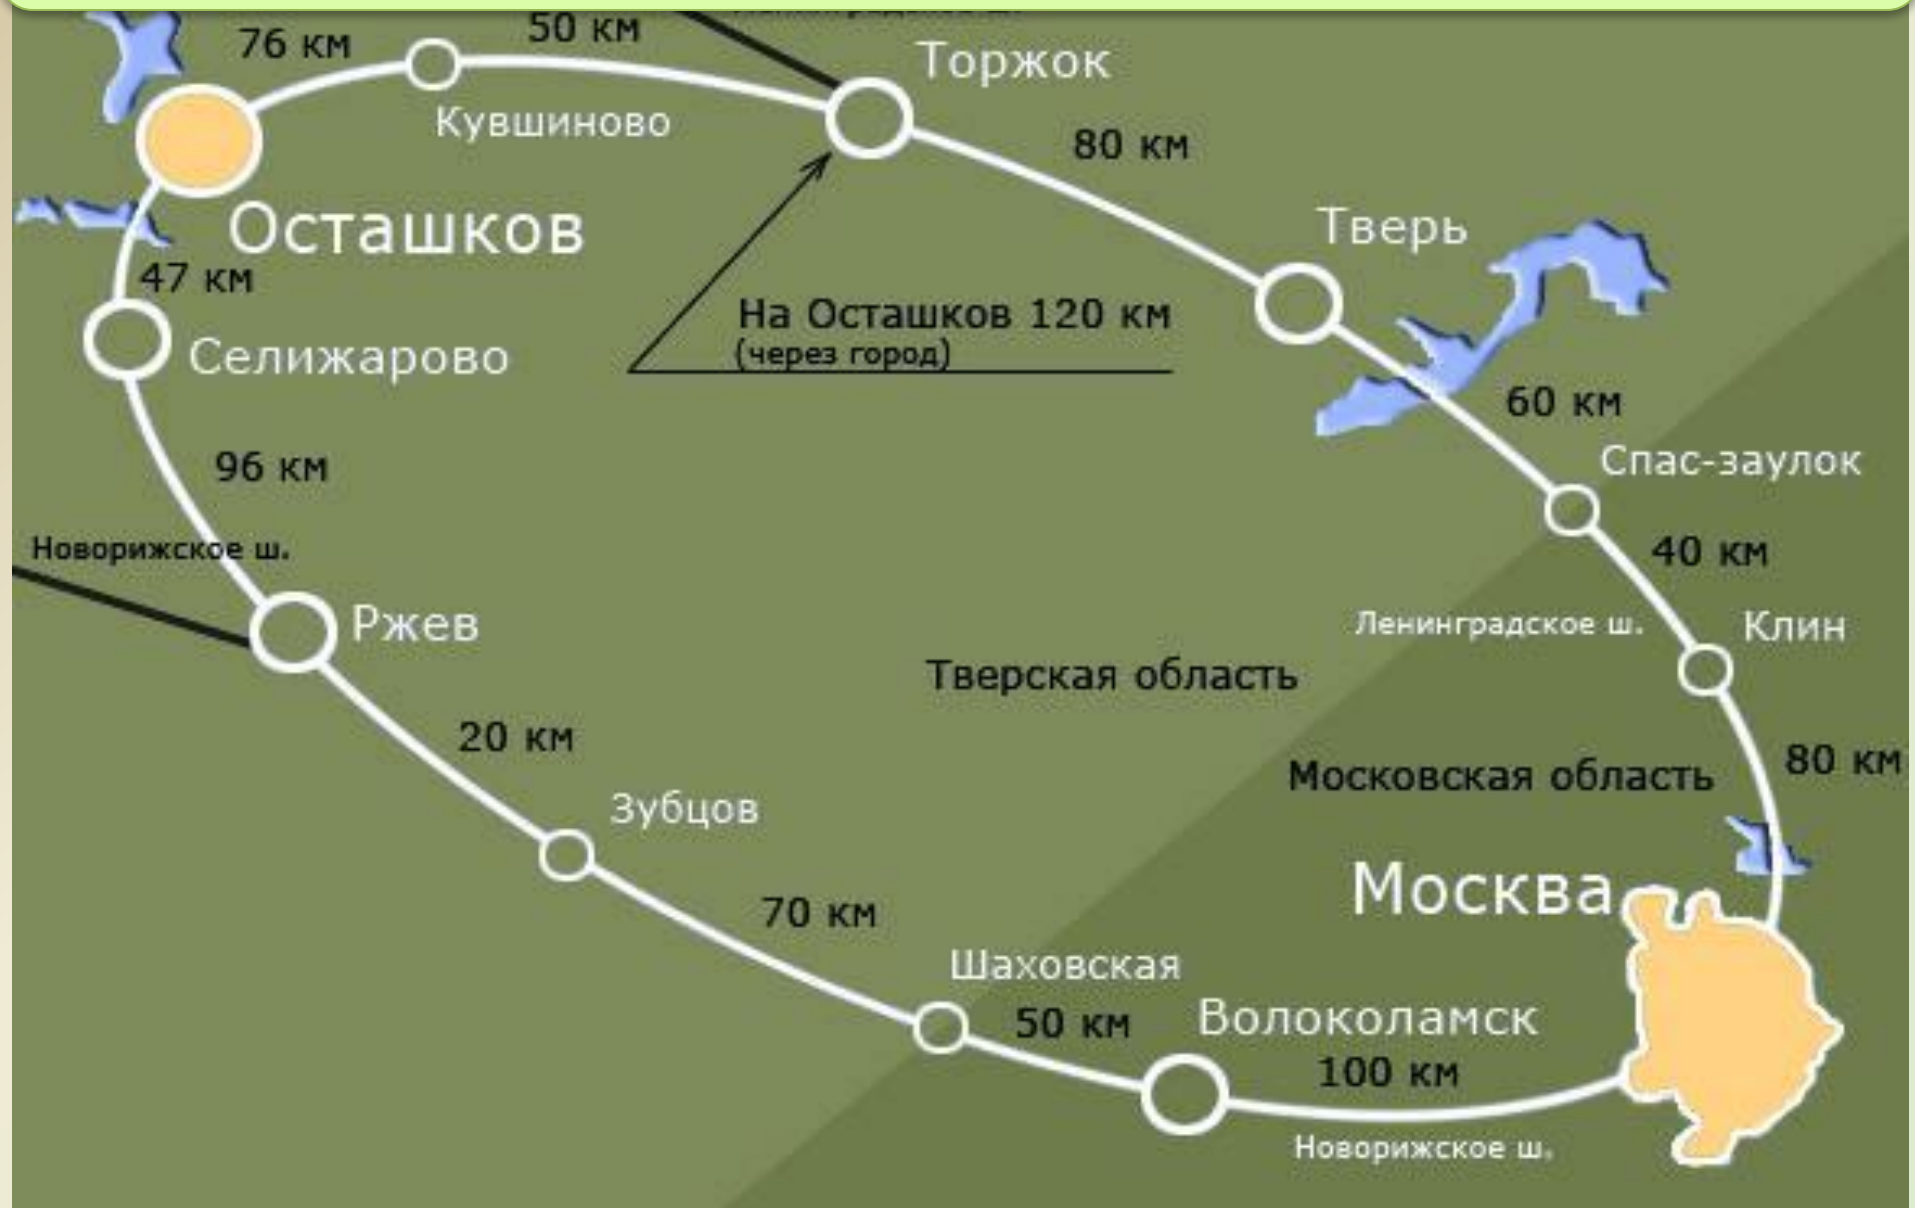 76 км
50 км
Кувшиново
Торжок
80 км
Осташков
Тверь
47 км
На Осташков 120 км
(через город)
Селижарово
60 км
Спас-заулок
96 км
40 км
Новорижское ш.
Ржев
Ленинградское ш.
Клин
Тверская область
20 км
Московская область
80 км
Зубцов
Москва
70 км
Шаховская
50 км
Волоколамск
100 км
Новорижское ш.